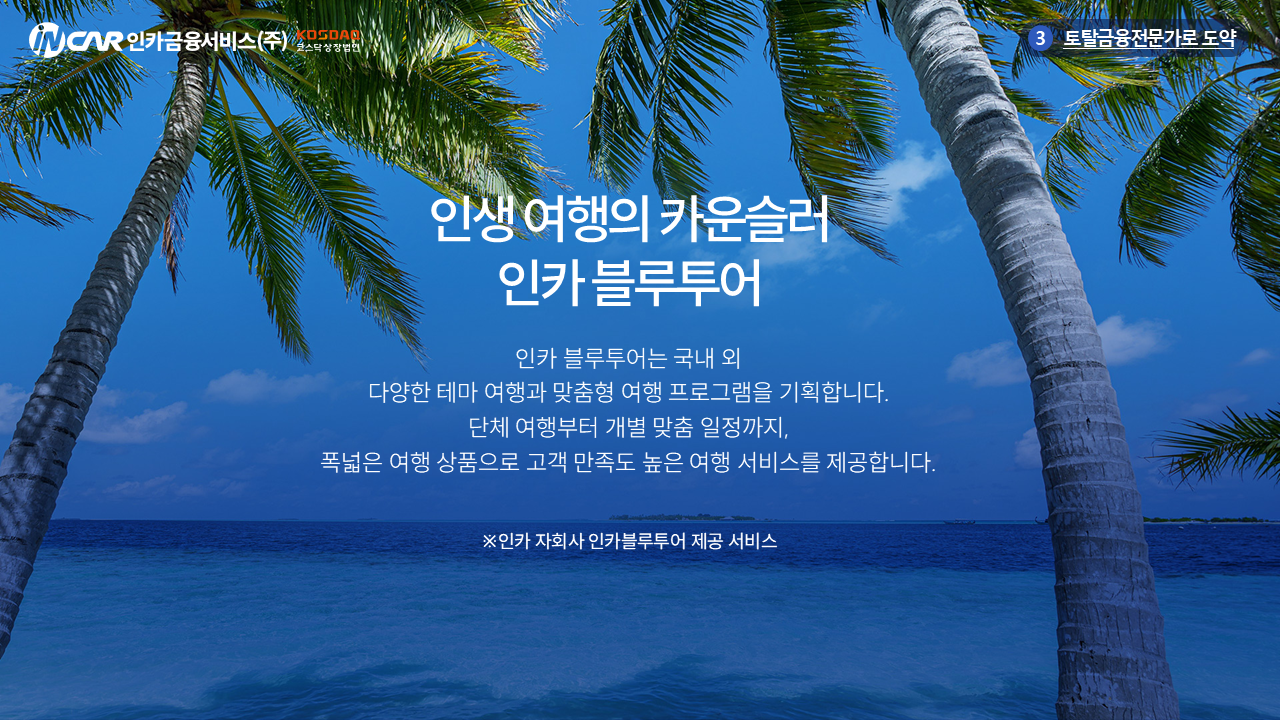 INCAR 인카금융서비스(주) KOSDAQ 코스닥상장법인
3 토탈금융전문가로 도약
인생 여행의 카운슬러
인카 블루투어
인카 블루투어는 국내 외
다양한 테마 여행과 맞춤형 여행 프로그램을 기획합니다.
단체 여행부터 개별 맞춤 일정까지,
폭넓은 여행 상품으로 고객 만족도 높은 여행 서비스를 제공합니다.
※인카 자회사 인카블루투어 제공 서비스